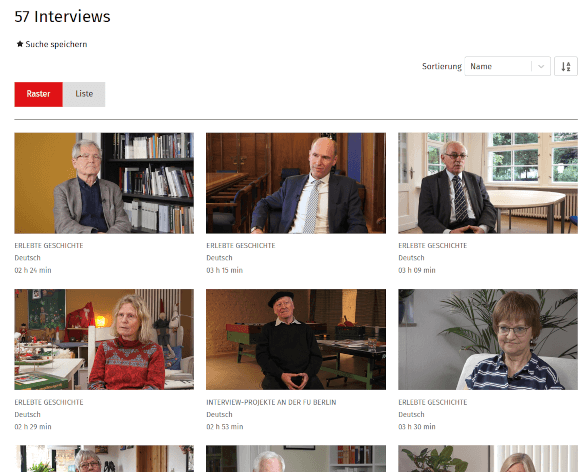 57 Interviews
★ Suche speichern
Sortierung Name
Raster Liste
ERLEBTE GESCHICHTE
Deutsch
02 h 24 min
ERLEBTE GESCHICHTE
Deutsch
03 h 15 min
ERLEBTE GESCHICHTE
Deutsch
03 h 09 min
ERLEBTE GESCHICHTE
Deutsch
02 h 29 min
INTERVIEW-PROJEKTE AN DER FU BERLIN
Deutsch
02 h 53 min
ERLEBTE GESCHICHTE
Deutsch
03 h 30 min